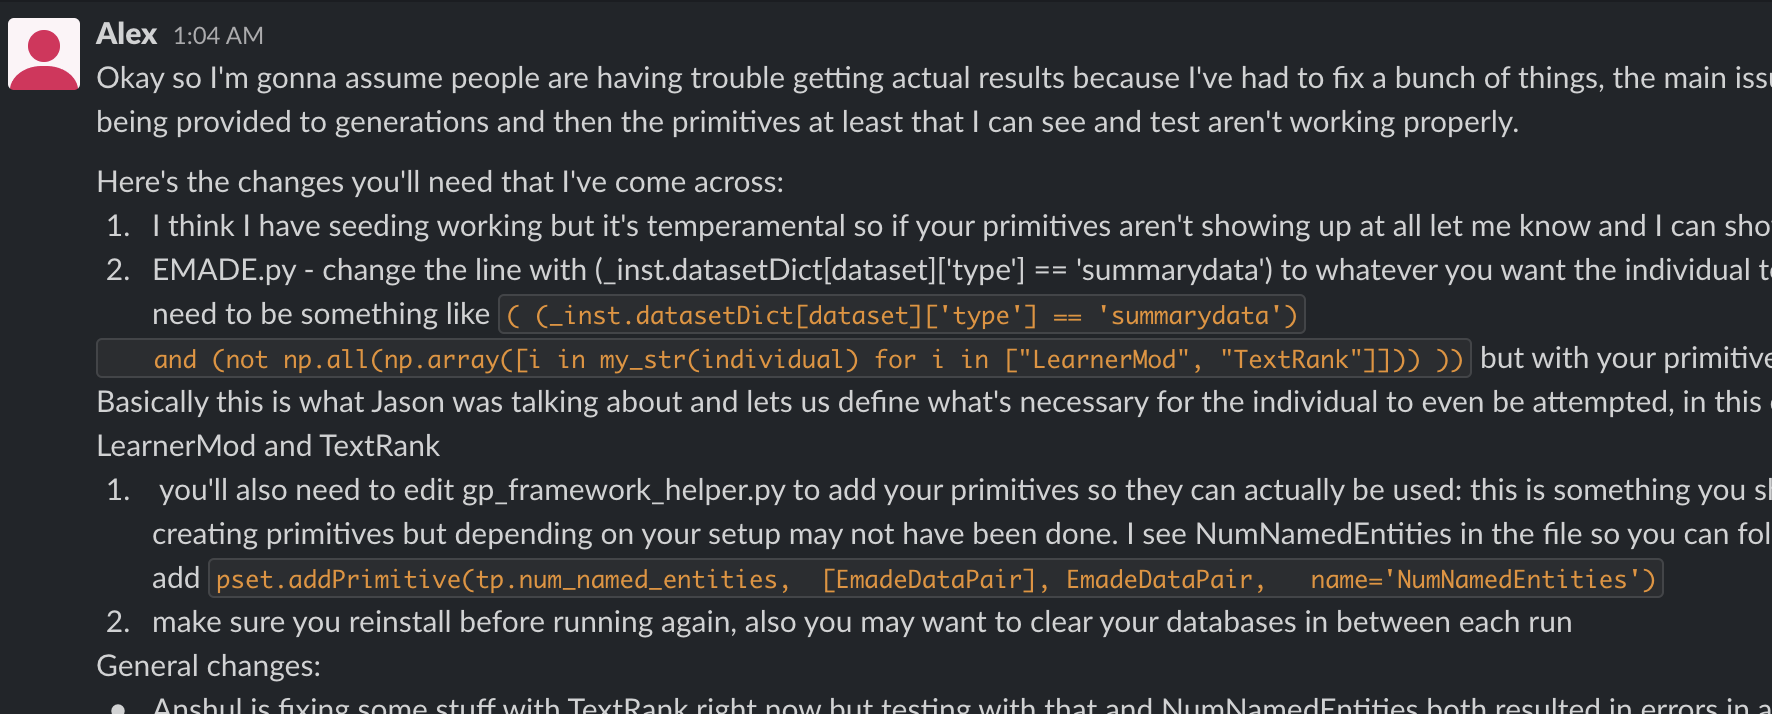 Alex 1:04 AM
Okay so I'm gonna assume people are having trouble getting actual results because I've had to fix a bunch of things, the main
being provided to generations and then the primitives at least that I can see and test aren't working properly.
Here's the changes you'll need that I've come across:
1. I think I have seeding working but it's temperamental so if your primitives aren't showing up at all let me know and I can
2. EMADE.py - change the line with (_inst.datasetDict[dataset]['type'] == 'summarydata') to whatever you want the individual
need to be something like ( (_inst.datasetDict[dataset]['type'] == 'summarydata')
and (not np.all(np.array([i in my_str(individual) for i in ["LearnerMod", "TextRank"]])) )) but with your
Basically this is what Jason was talking about and lets us define what's necessary for the individual to even be attempted, in this
LearnerMod and TextRank
1. you'll also need to edit gp_framework_helper.py to add your primitives so they can actually be used: this is something you
creating primitives but depending on your setup may not have been done. I see NumNamedEntities in the file so you can
add pset.addPrimitive(tp.num_named_entities, [EmadeDataPair], EmadeDataPair, name='NumNamedEntities')
2. make sure you reinstall before running again, also you may want to clear your databases in between each run
General changes:
• Anshul is fixing some stuff with TextRank right now but testing with that and NumNamedEntities both resulted in errors in